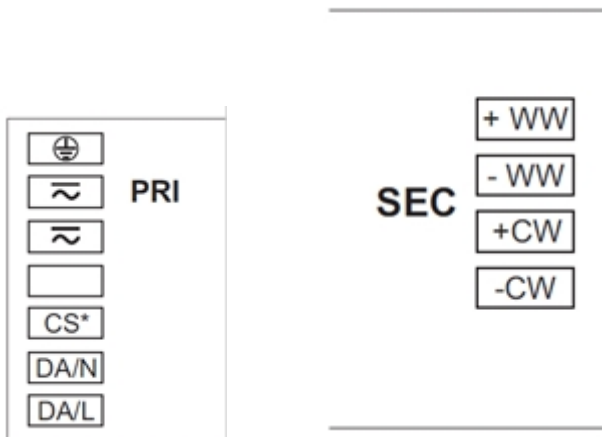 PRI
CS*
DA/N
DA/L
SEC
+ WW
- WW
+CW
-CW